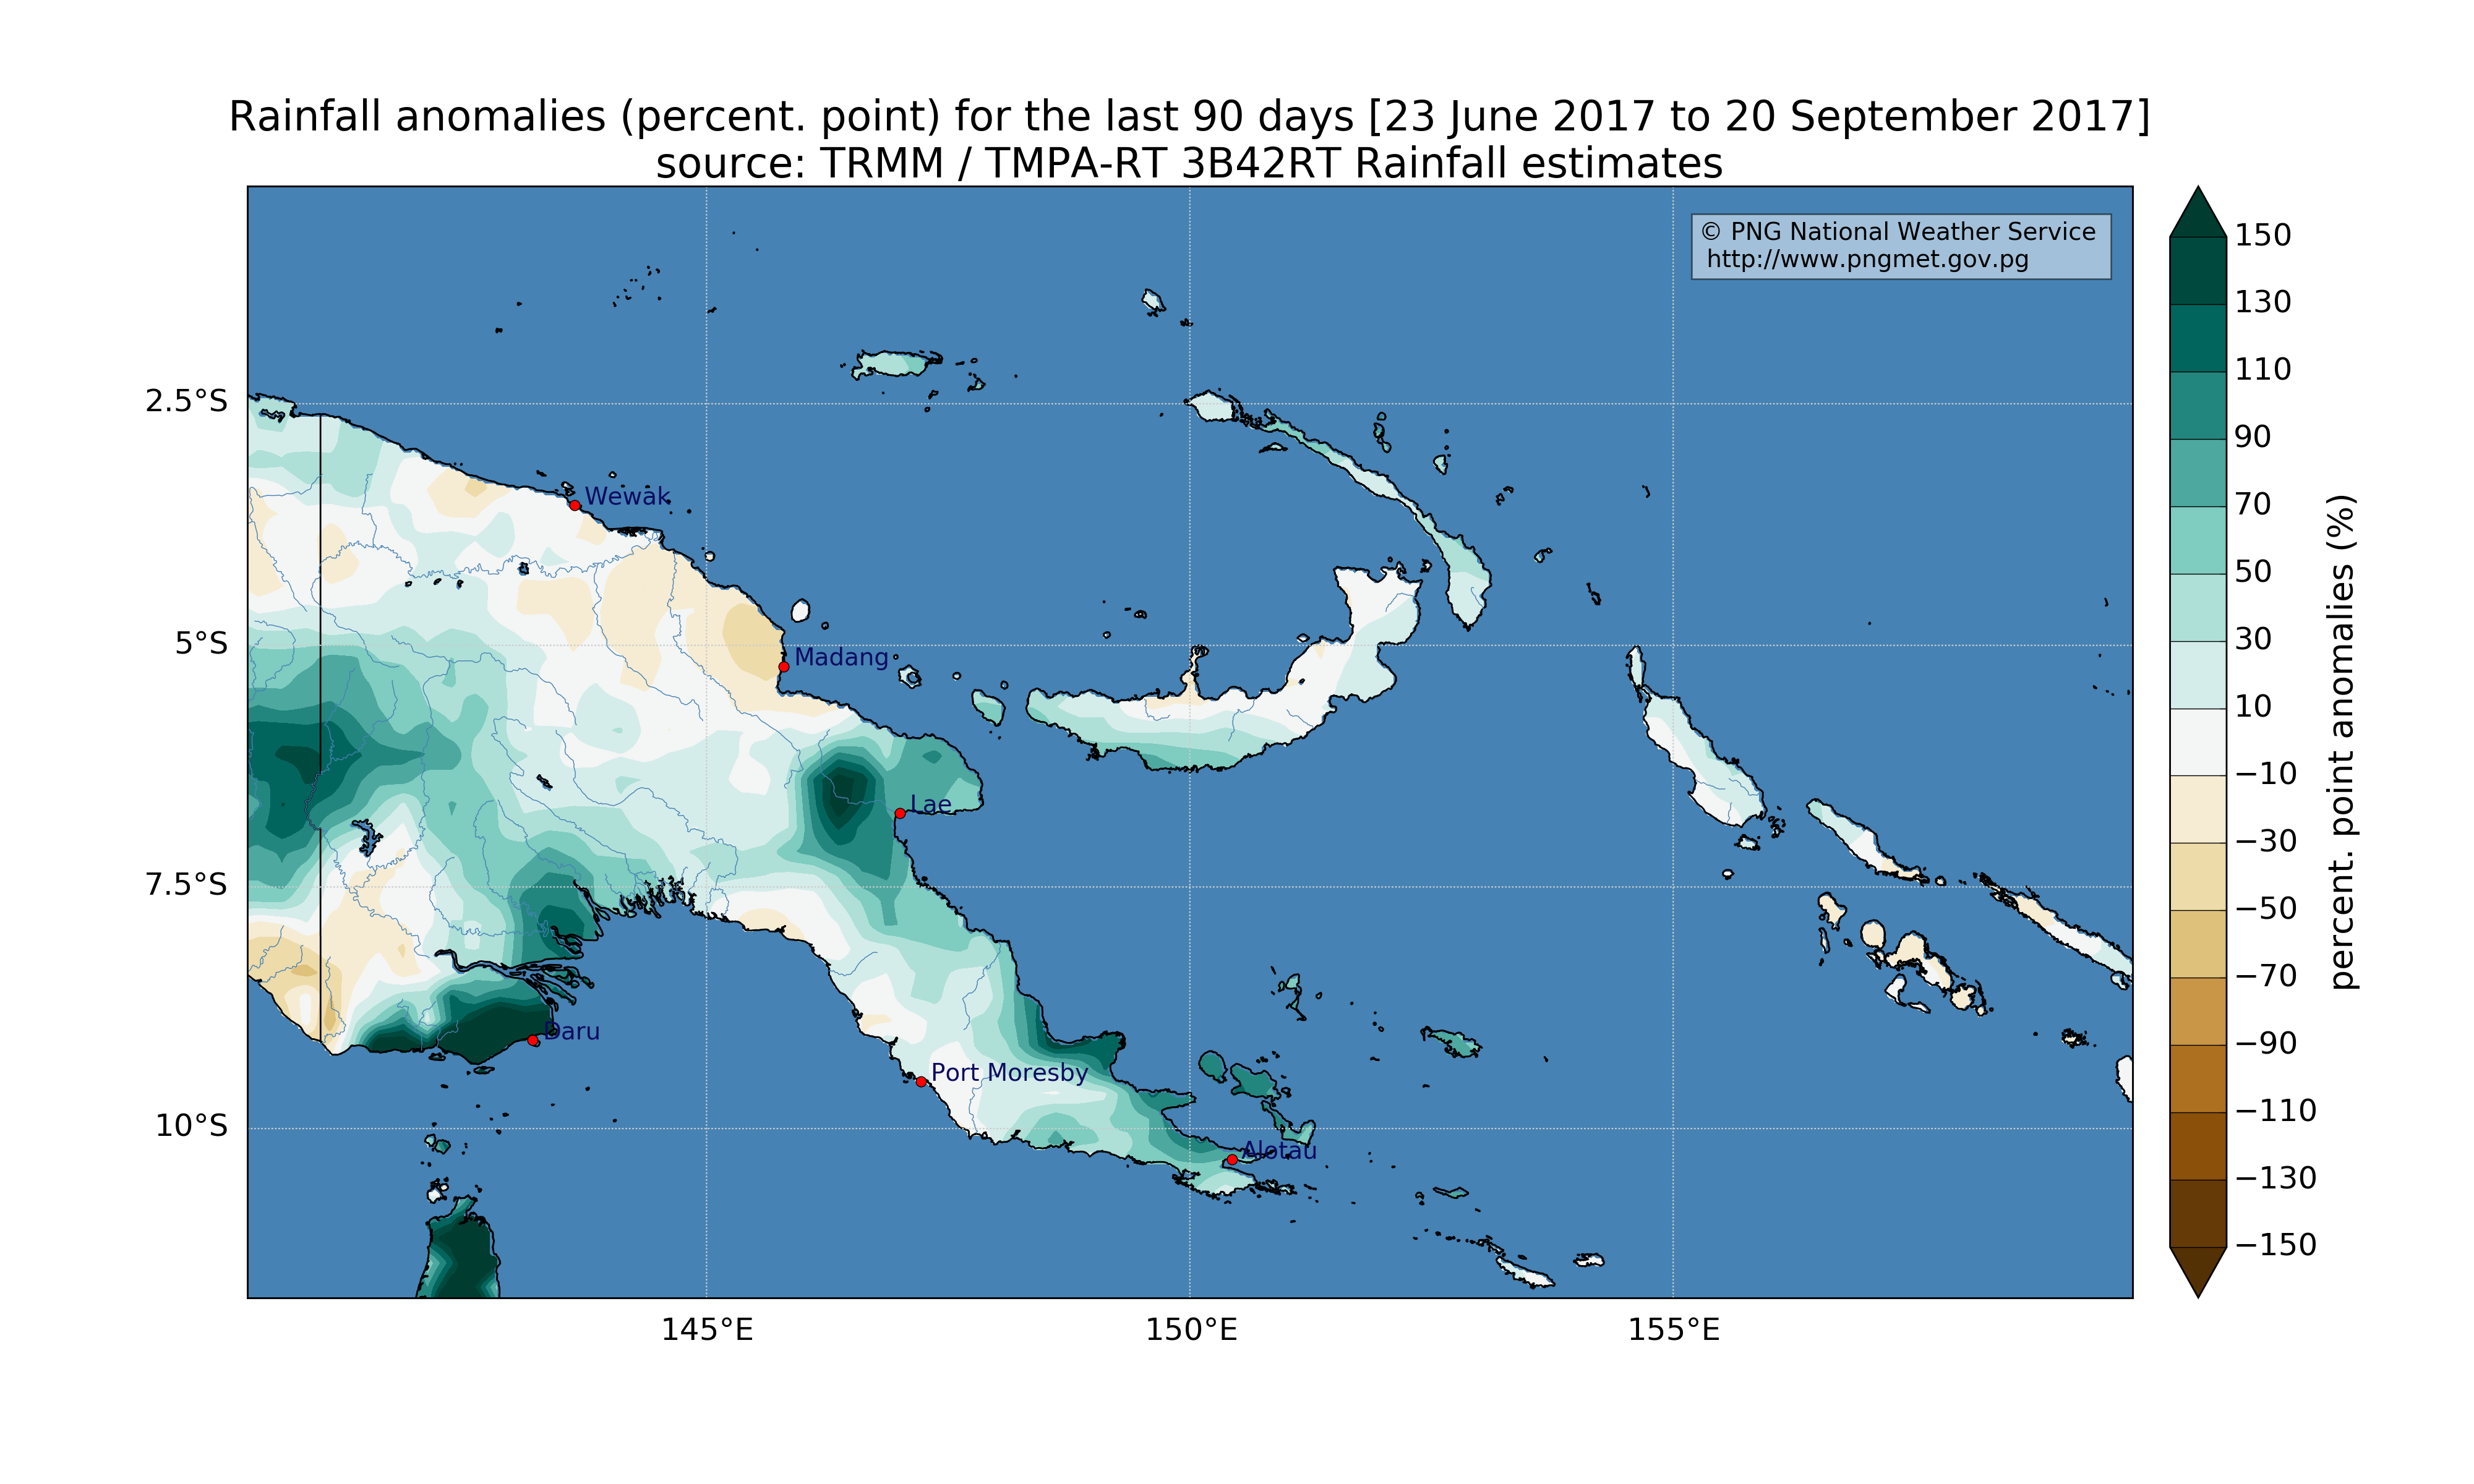 Rainfall anomalies (percent. point) for the last 90 days [23 June 2017 to 20 September 2017]
source: TRMM / TMPA-RT 3B42RT Rainfall estimates
© PNG National Weather Service
http://www.pngmet.gov.pg
2.5°S
5°S
7.5°S
10°S
Wewak
Madang
Lae
Daru
Port Moresby
Alotau
145°E
150°E
155°E
150
130
110
90
70
50
30
10
−10
−30
−50
−70
−90
−110
−130
−150
percent. point anomalies (%)